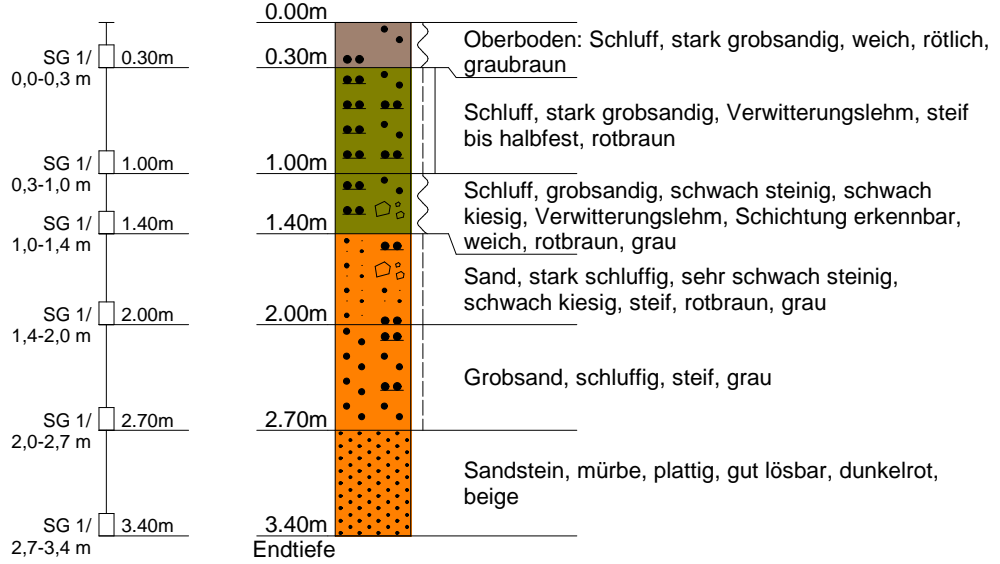 0.00m
SG 1/
0,0-0,3 m
0.30m
0.30m
Oberboden: Schluff, stark grobsandig, weich, rötlich,
graubraun
Schluff, stark grobsandig, Verwitterungslehm, steif
bis halbfest, rotbraun
SG 1/
0,3-1,0 m
1.00m
1.00m
Schluff, grobsandig, schwach steinig, schwach
kiesig, Verwitterungslehm, Schichtung erkennbar,
weich, rotbraun, grau
SG 1/
1,0-1,4 m
1.40m
1.40m
Sand, stark schluffig, sehr schwach steinig,
schwach kiesig, steif, rotbraun, grau
SG 1/
1,4-2,0 m
2.00m
2.00m
Grobsand, schluffig, steif, grau
SG 1/
2,0-2,7 m
2.70m
2.70m
Sandstein, mürbe, plattig, gut lösbar, dunkelrot,
beige
SG 1/
2,7-3,4 m
3.40m
3.40m
Endtiefe